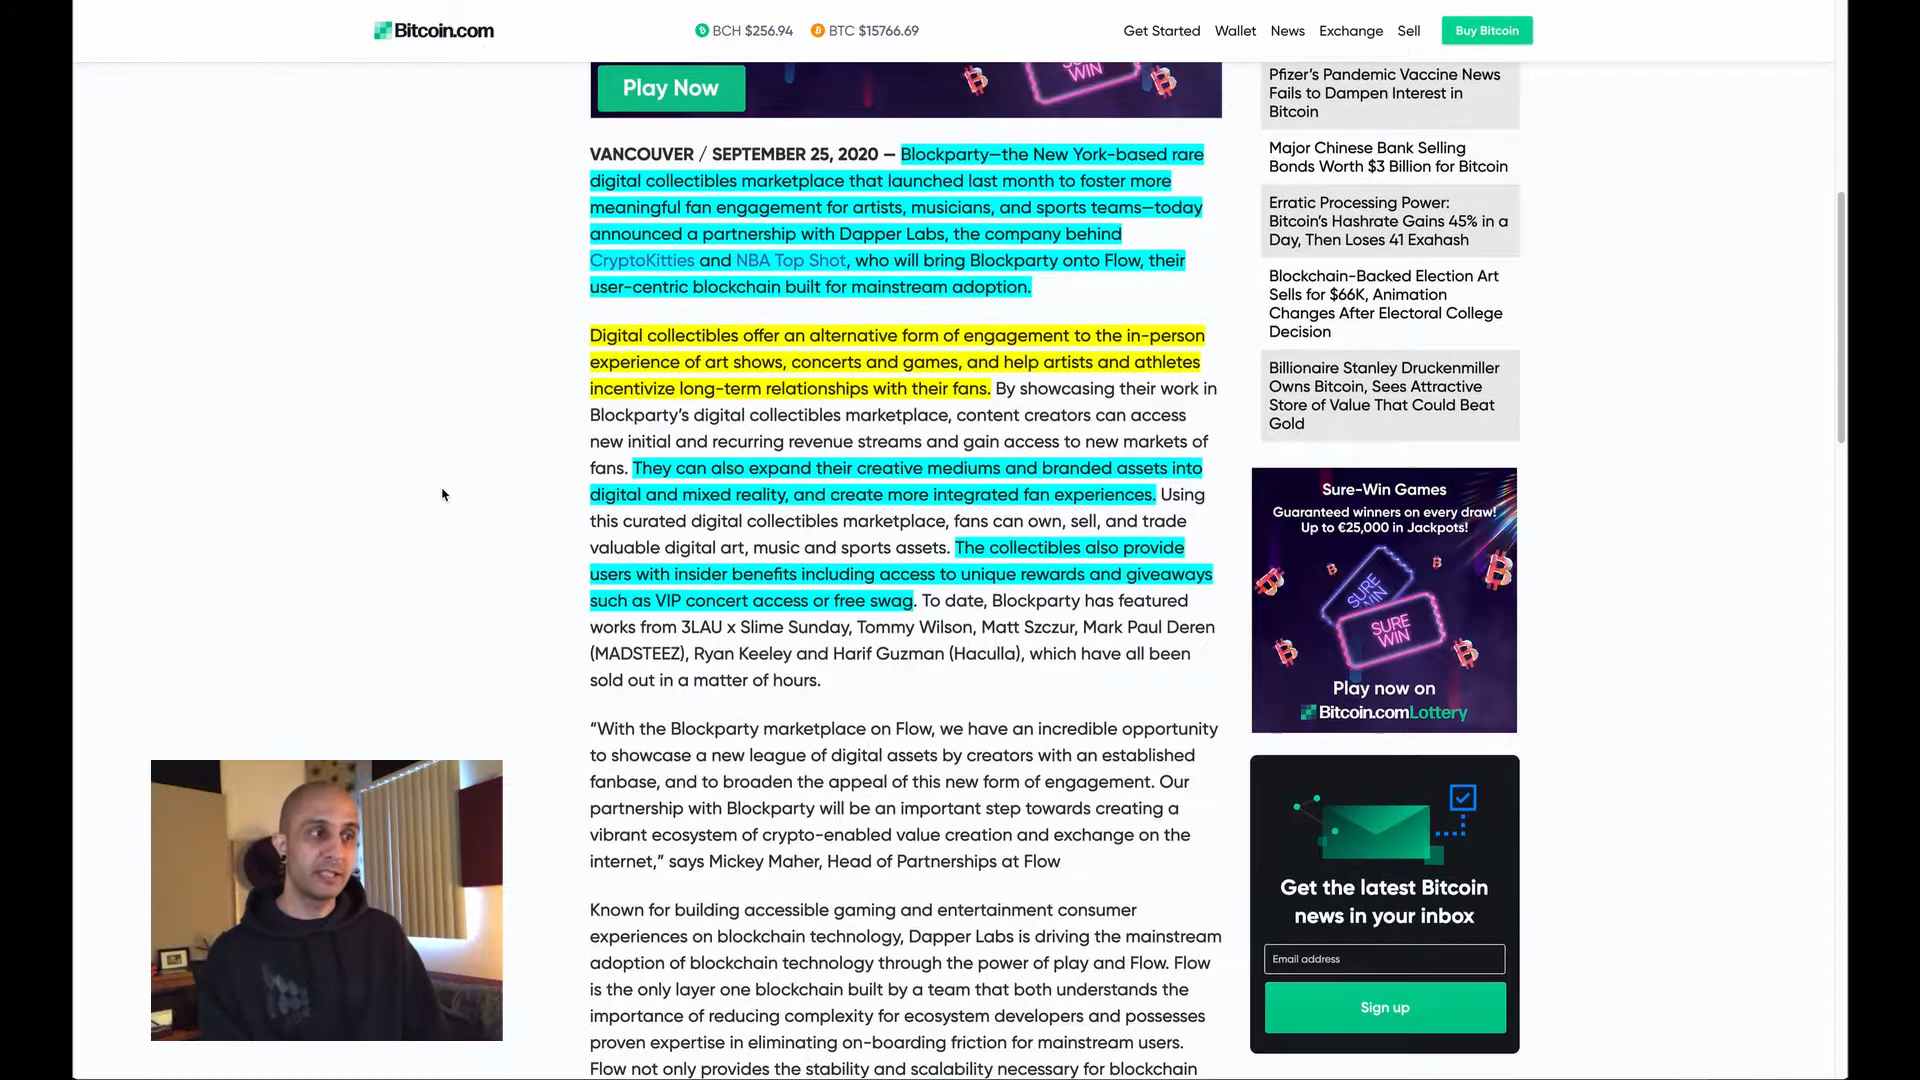 Bitcoin.com
BCH $256.94
BTC $15766.69
Get Started
Wallet
News
Exchange
Sell
Buy Bitcoin
WIN
Play Now
VANCOUVER / SEPTEMBER 25, 2020 — Blockparty—the New York-based rare
digital collectibles marketplace that launched last month to foster more
meaningful fan engagement for artists, musicians, and sports teams—today
announced a partnership with Dapper Labs, the company behind
CryptoKitties and NBA Top Shot, who will bring Blockparty onto Flow, their
user-centric blockchain built for mainstream adoption.
Digital collectibles offer an alternative form of engagement to the in-person
experience of art shows, concerts and games, and help artists and athletes
incentivize long-term relationships with their fans. By showcasing their work in
Blockparty's digital collectibles marketplace, content creators can access
new initial and recurring revenue streams and gain access to new markets of
fans. They can also expand their creative mediums and branded assets into
digital and mixed reality, and create more integrated fan experiences. Using
this curated digital collectibles marketplace, fans can own, sell, and trade
valuable digital art, music and sports assets. The collectibles also provide
users with insider benefits including access to unique rewards and giveaways
such as VIP concert access or free swag. To date, Blockparty has featured
works from 3LAU x Slime Sunday, Tommy Wilson, Matt Szczur, Mark Paul Deren
(MADSTEEZ), Ryan Keeley and Harif Guzman (Haculla), which have all been
sold out in a matter of hours.
“With the Blockparty marketplace on Flow, we have an incredible opportunity
to showcase a new league of digital assets by creators with an established
fanbase, and to broaden the appeal of this new form of engagement. Our
partnership with Blockparty will be an important step towards creating a
vibrant ecosystem of crypto-enabled value creation and exchange on the
internet,” says Mickey Maher, Head of Partnerships at Flow
Known for building accessible gaming and entertainment consumer
experiences on blockchain technology, Dapper Labs is driving the mainstream
adoption of blockchain technology through the power of play and Flow. Flow
is the only layer one blockchain built by a team that both understands the
importance of reducing complexity for ecosystem developers and possesses
proven expertise in eliminating on-boarding friction for mainstream users.
Flow not only provides the stability and scalability necessary for blockchain
Pfizer's Pandemic Vaccine News
Fails to Dampen Interest in
Bitcoin
Major Chinese Bank Selling
Bonds Worth $3 Billion for Bitcoin
Erratic Processing Power:
Bitcoin's Hashrate Gains 45% in a
Day, Then Loses 41 Exahash
Blockchain-Backed Election Art
Sells for $66K, Animation
Changes After Electoral College
Decision
Billionaire Stanley Druckenmiller
Owns Bitcoin, Sees Attractive
Store of Value That Could Beat
Gold
Sure-Win Games
Guaranteed winners on every draw!
Up to €25,000 in Jackpots!
SURE
WIN
SURE
WIN
Play now on
Bitcoin.comLottery
Get the latest Bitcoin
news in your inbox
Email address
Sign up